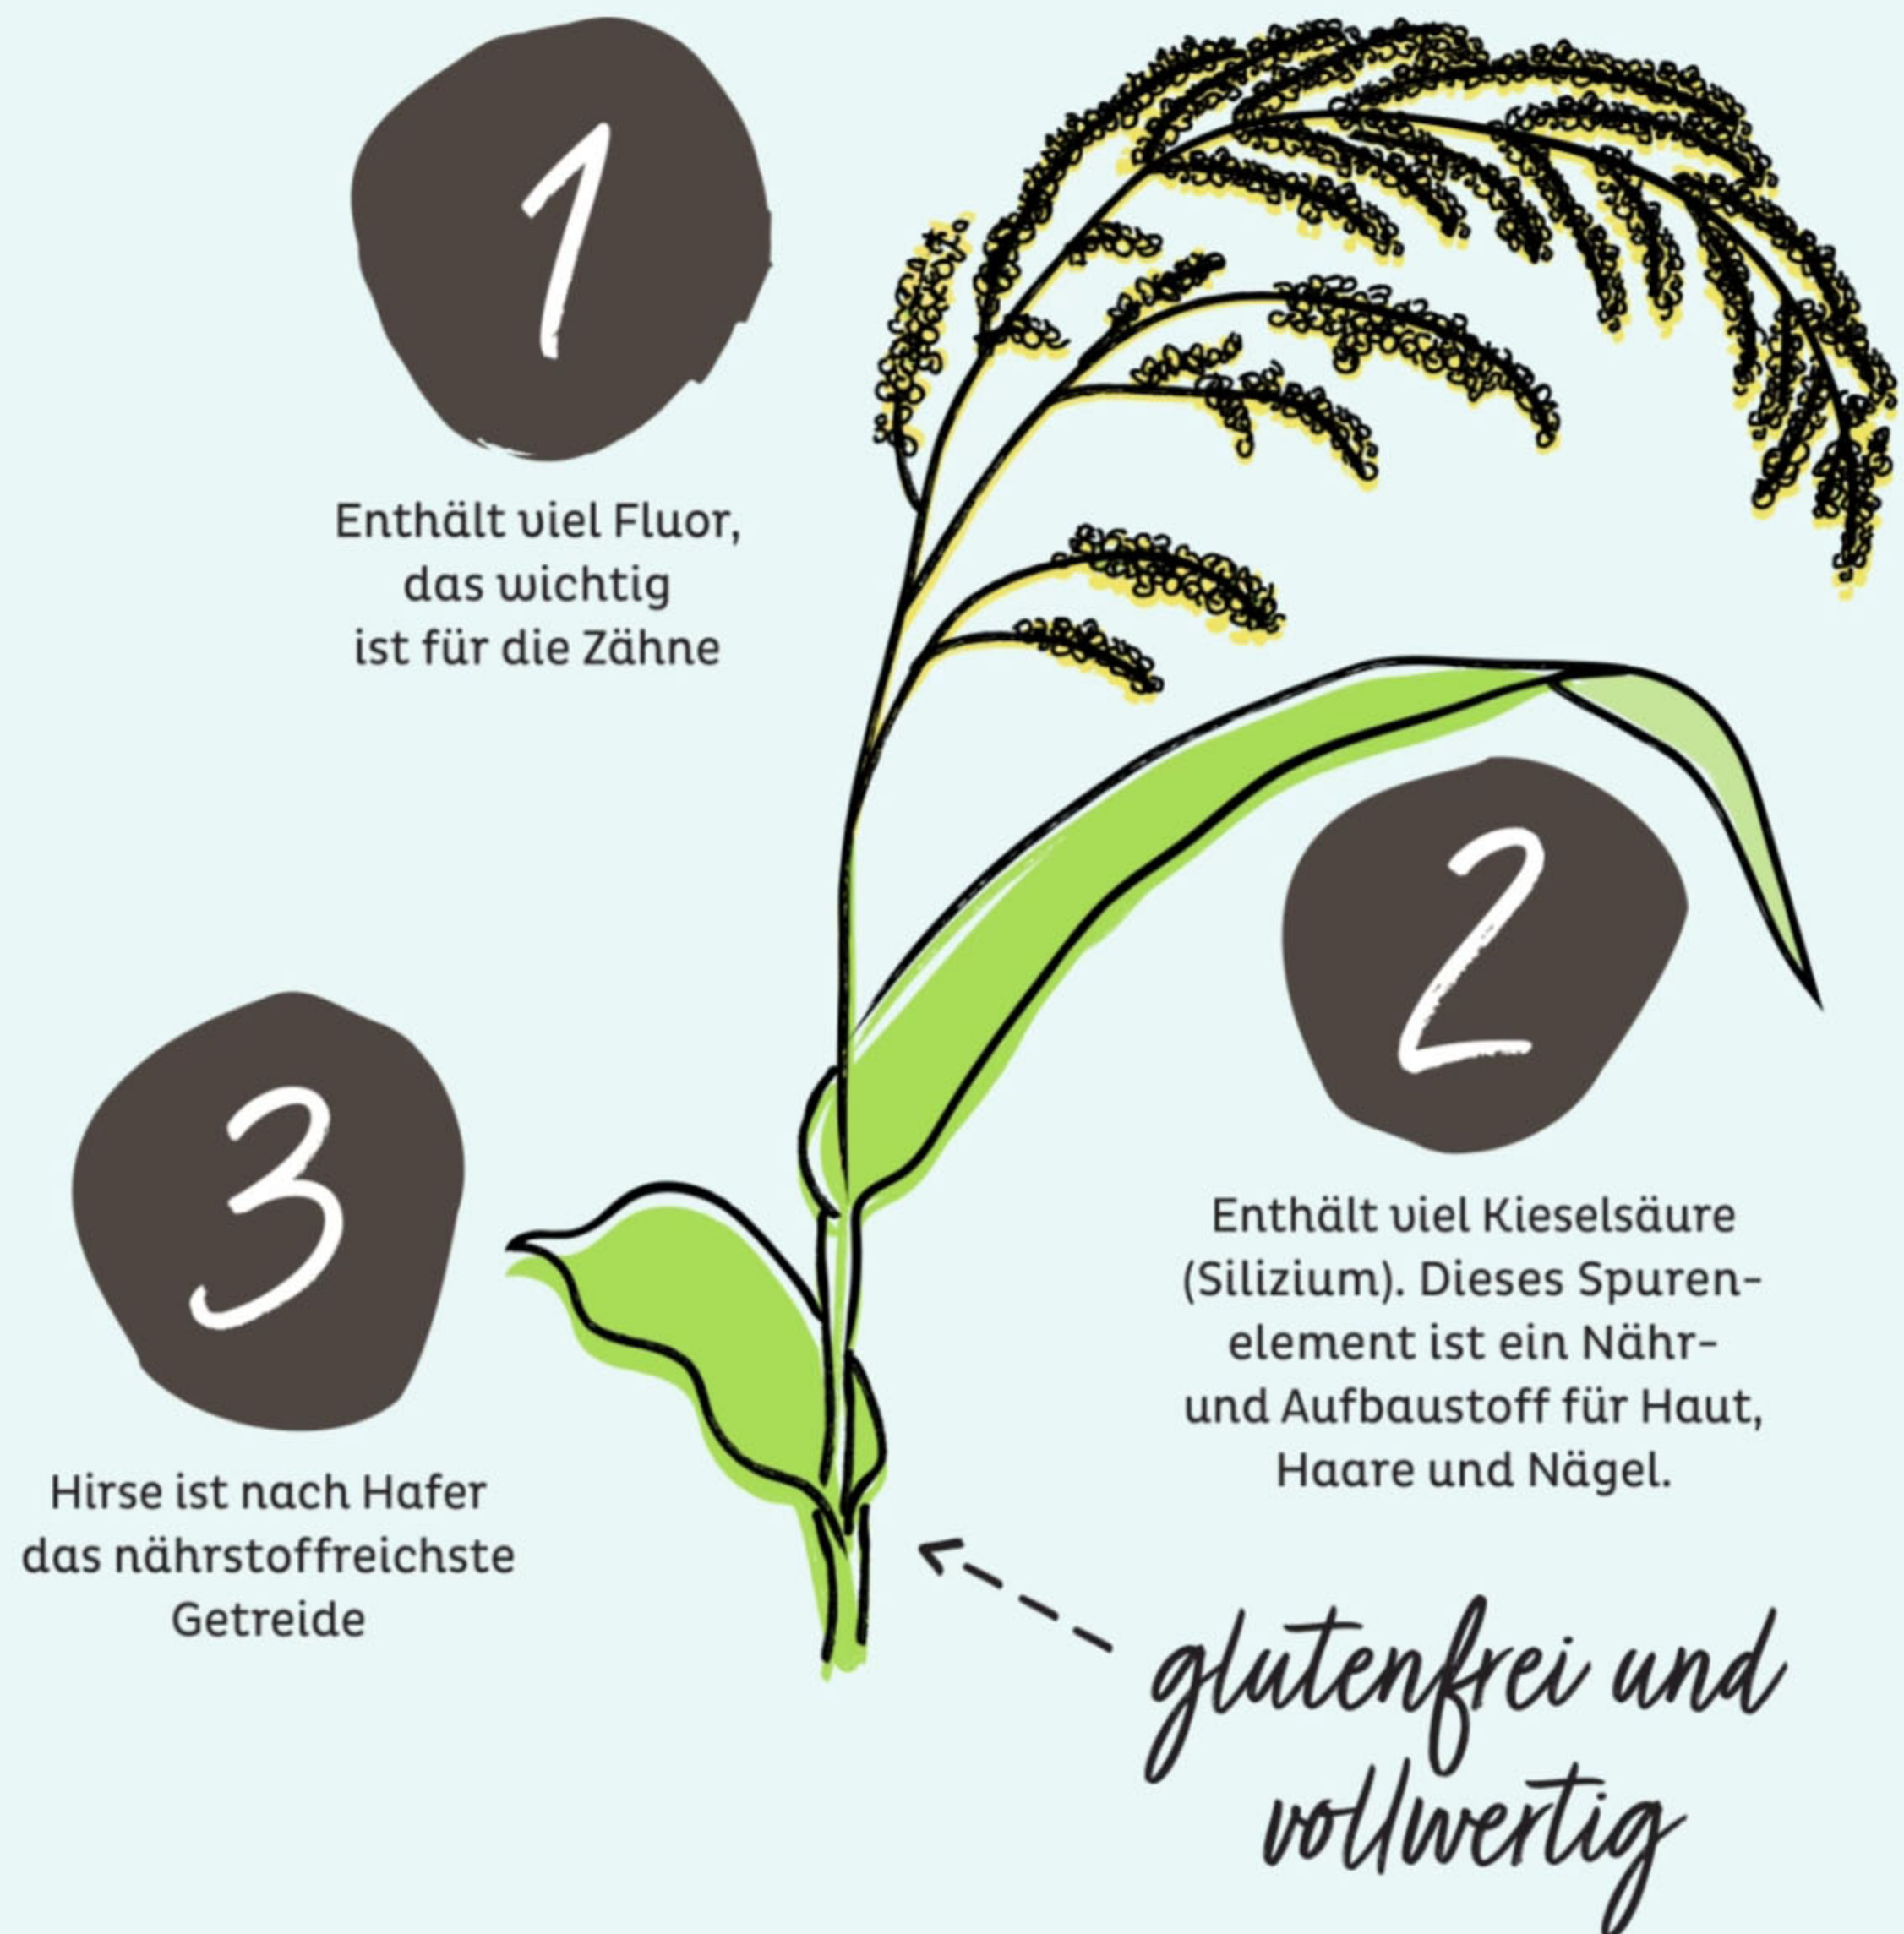 1
Enthält viel Fluor,
das wichtig
ist für die Zähne
2
Enthält viel Kieselsäure
(Silizium). Dieses Spuren-
element ist ein Nähr-
und Aufbaustoff für Haut,
Haare und Nägel.
3
Hirse ist nach Hafer
das nährstoffreichste
Getreide
glutenfrei und
vollwertig